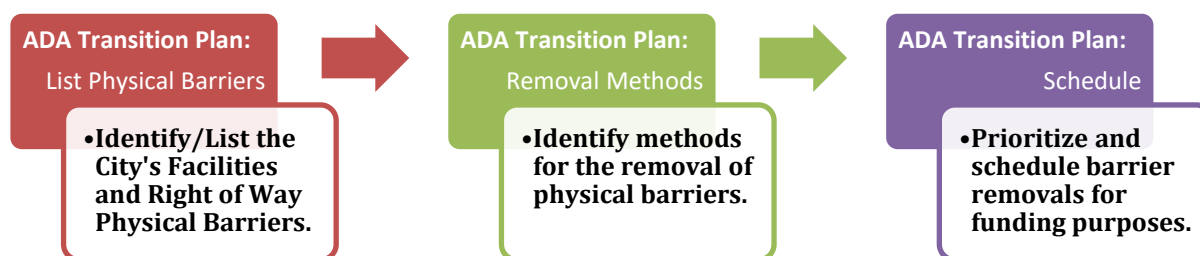 ADA Transition Plan:
List Physical Barriers
•Identify/List the
City's Facilities
and Right of Way
Physical Barriers.
ADA Transition Plan:
Removal Methods
•Identify methods
for the removal of
physical barriers.
ADA Transition Plan:
Schedule
•Prioritize and
schedule barrier
removals for
funding purposes.